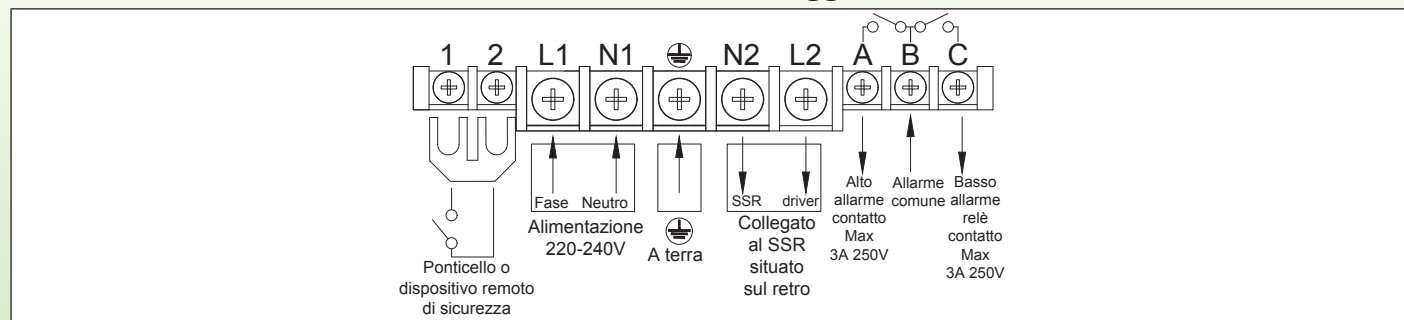 1 2 L1 N1 N2 L2 A B C
Fase Neutro
Alimentazione
220-240V
A terra
SSR driver
Collegato
al SSR
situato
sul retro
Alto
allarme
contatto
Max
3A 250V
Allarme
comune
Basso
allarme
relè
contatto
Max
3A 250V
Ponticello o
dispositivo remoto
di sicurezza